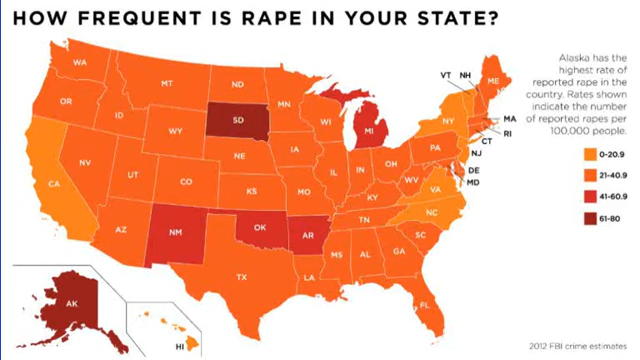 HOW FREQUENT IS RAPE IN YOUR STATE?
Alaska has the
highest rate of
reported rape in the
country. Rates shown
indicate the number
of reported rapes per
100,000 people.
0-20.9
21-40.9
41-60.9
61-80
WA
MT
ND
MN
VT
NH
ME
OR
ID
SD
WI
MI
NY
MA
RI
CT
WY
NE
IA
PA
NJ
NV
UT
CO
KS
MO
IL
IN
OH
WV
DE
MD
CA
KY
VA
AZ
NM
OK
AR
TN
NC
SC
TX
LA
MS
AL
GA
FL
AK
HI
2012 FBI crime estimates